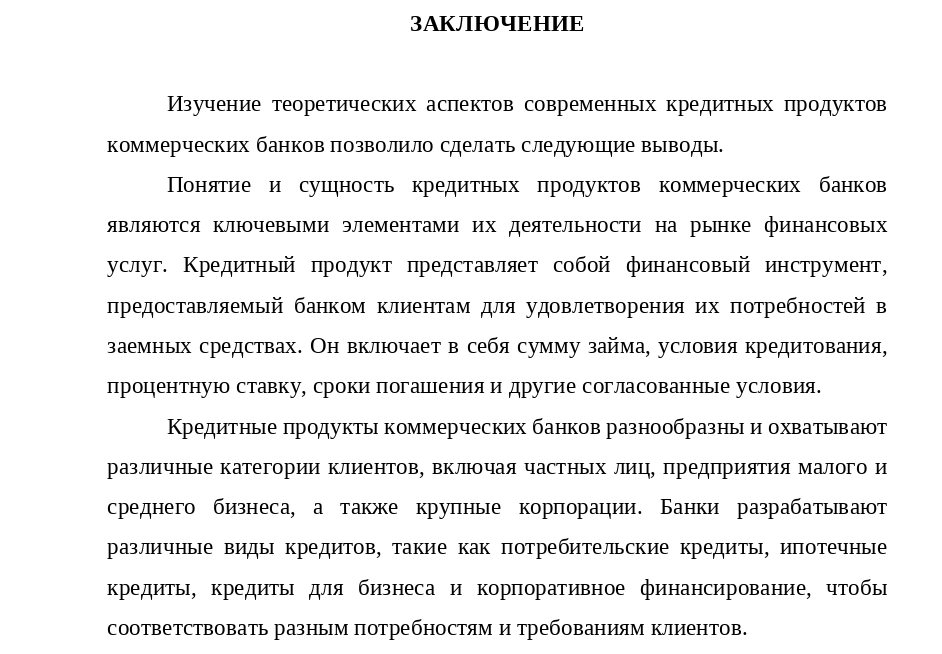 ЗАКЛЮЧЕНИЕ
Изучение теоретических аспектов современных кредитных продуктов
коммерческих банков позволило сделать следующие выводы.
Понятие и сущность кредитных продуктов коммерческих банков
являются ключевыми элементами их деятельности на рынке финансовых
услуг. Кредитный продукт представляет собой финансовый инструмент,
предоставляемый банком клиентам для удовлетворения их потребностей в
заемных средствах. Он включает в себя сумму займа, условия кредитования,
процентную ставку, сроки погашения и другие согласованные условия.
Кредитные продукты коммерческих банков разнообразны и охватывают
различные категории клиентов, включая частных лиц, предприятия малого и
среднего бизнеса, а также крупные корпорации. Банки разрабатывают
различные виды кредитов, такие как потребительские кредиты, ипотечные
кредиты, кредиты для бизнеса и корпоративное финансирование, чтобы
соответствовать разным потребностям и требованиям клиентов.